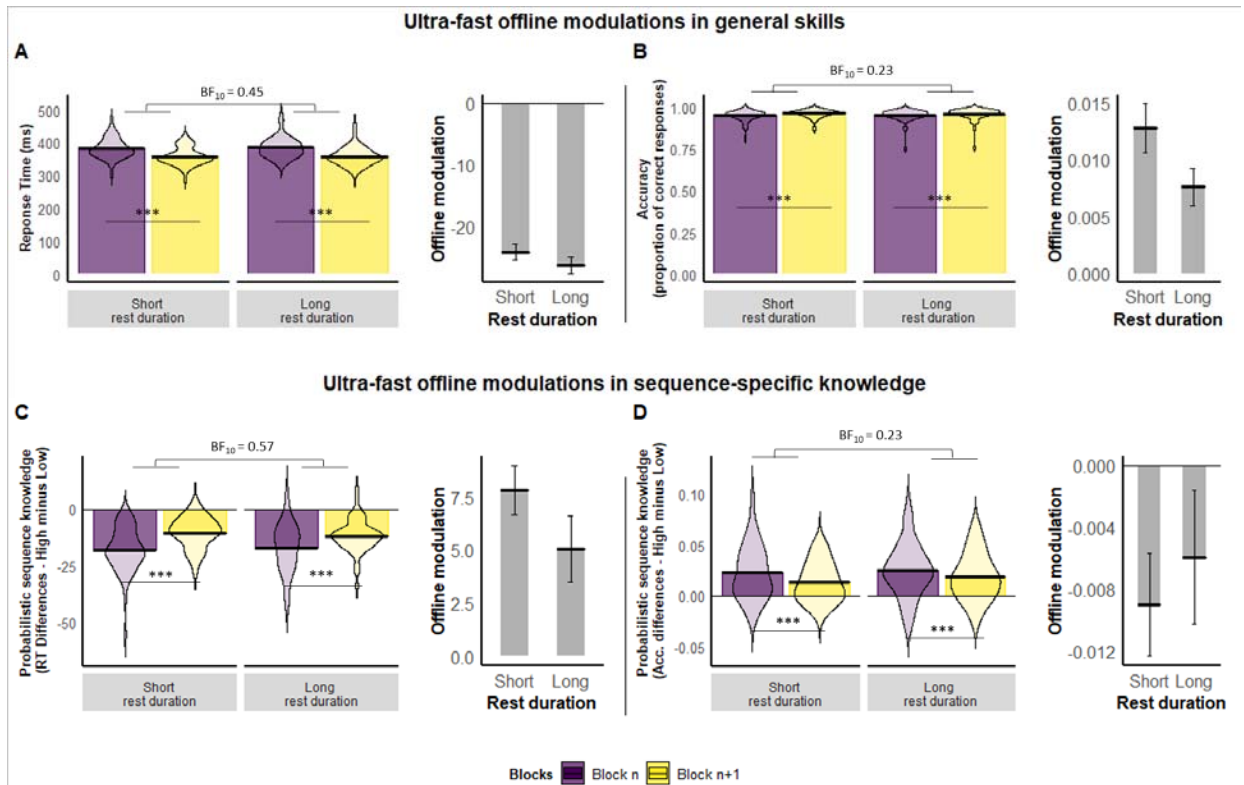 Ultra-fast offline modulations in general skills
A
BF10 = 0.45
Reponse Time (ms)
500
400
300
200
100
0
***
***
Short
rest duration
Long
rest duration
Offline modulation
0
-10
-20
Short
Long
Rest duration
B
BF10 = 0.23
Accuracy
(proportion of correct responses)
1.00
0.75
0.50
0.25
0.00
***
***
Short
rest duration
Long
rest duration
Offline modulation
0.015
0.010
0.005
0.000
Short
Long
Rest duration
Ultra-fast offline modulations in sequence-specific knowledge
C
BF10 = 0.57
Probabilistic sequence knowledge
(RT Differences - High minus Low)
0
-25
-50
***
***
Short
rest duration
Long
rest duration
Offline modulation
7.5
5.0
2.5
0.0
Short
Long
Rest duration
D
BF10 = 0.23
Probabilistic sequence knowledge
(Acc. differences - High minus Low)
0.10
0.05
0.00
-0.05
***
***
Short
rest duration
Long
rest duration
Offline modulation
0.000
-0.004
-0.008
-0.012
Short
Long
Rest duration
Blocks Block n Block n+1